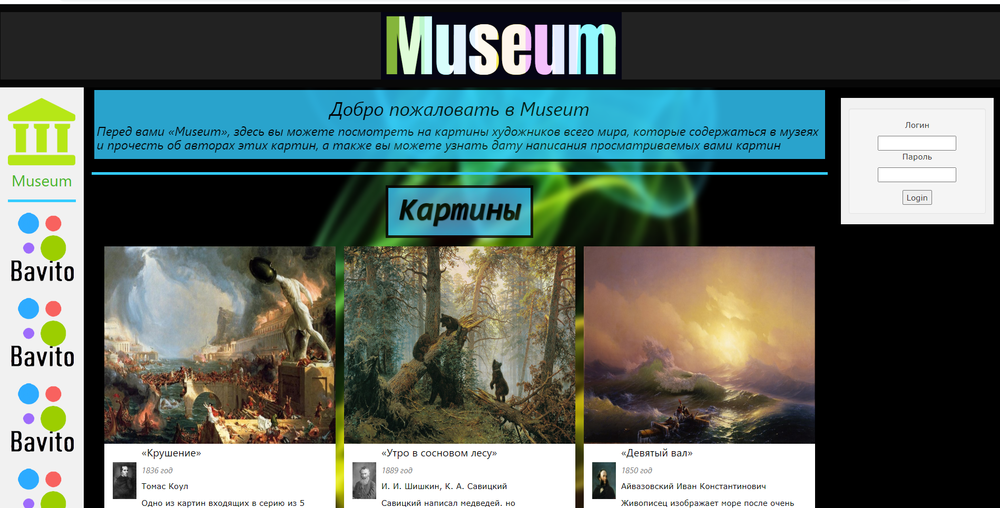 Museum
Museum
Bavito
Bavito
Bavito
Добро пожаловать в Museum
Перед вами «Museum», здесь вы можете посмотреть на картины художников всего мира, которые содержаться в музеях
и прочесть об авторах этих картин, а также вы можете узнать дату написания просматриваемых вами картин
Картины
«Крушение»
1836 год
Томас Коул
Одно из картин входящих в серию из 5
«Утро в сосновом лесу»
1889 год
И. И. Шишкин, К. А. Савицкий
Савицкий написал медведей. но
«Девятый вал»
1850 год
Айвазовский Иван Константинович
Живописец изображает море после очень
Логин
Пароль
Login